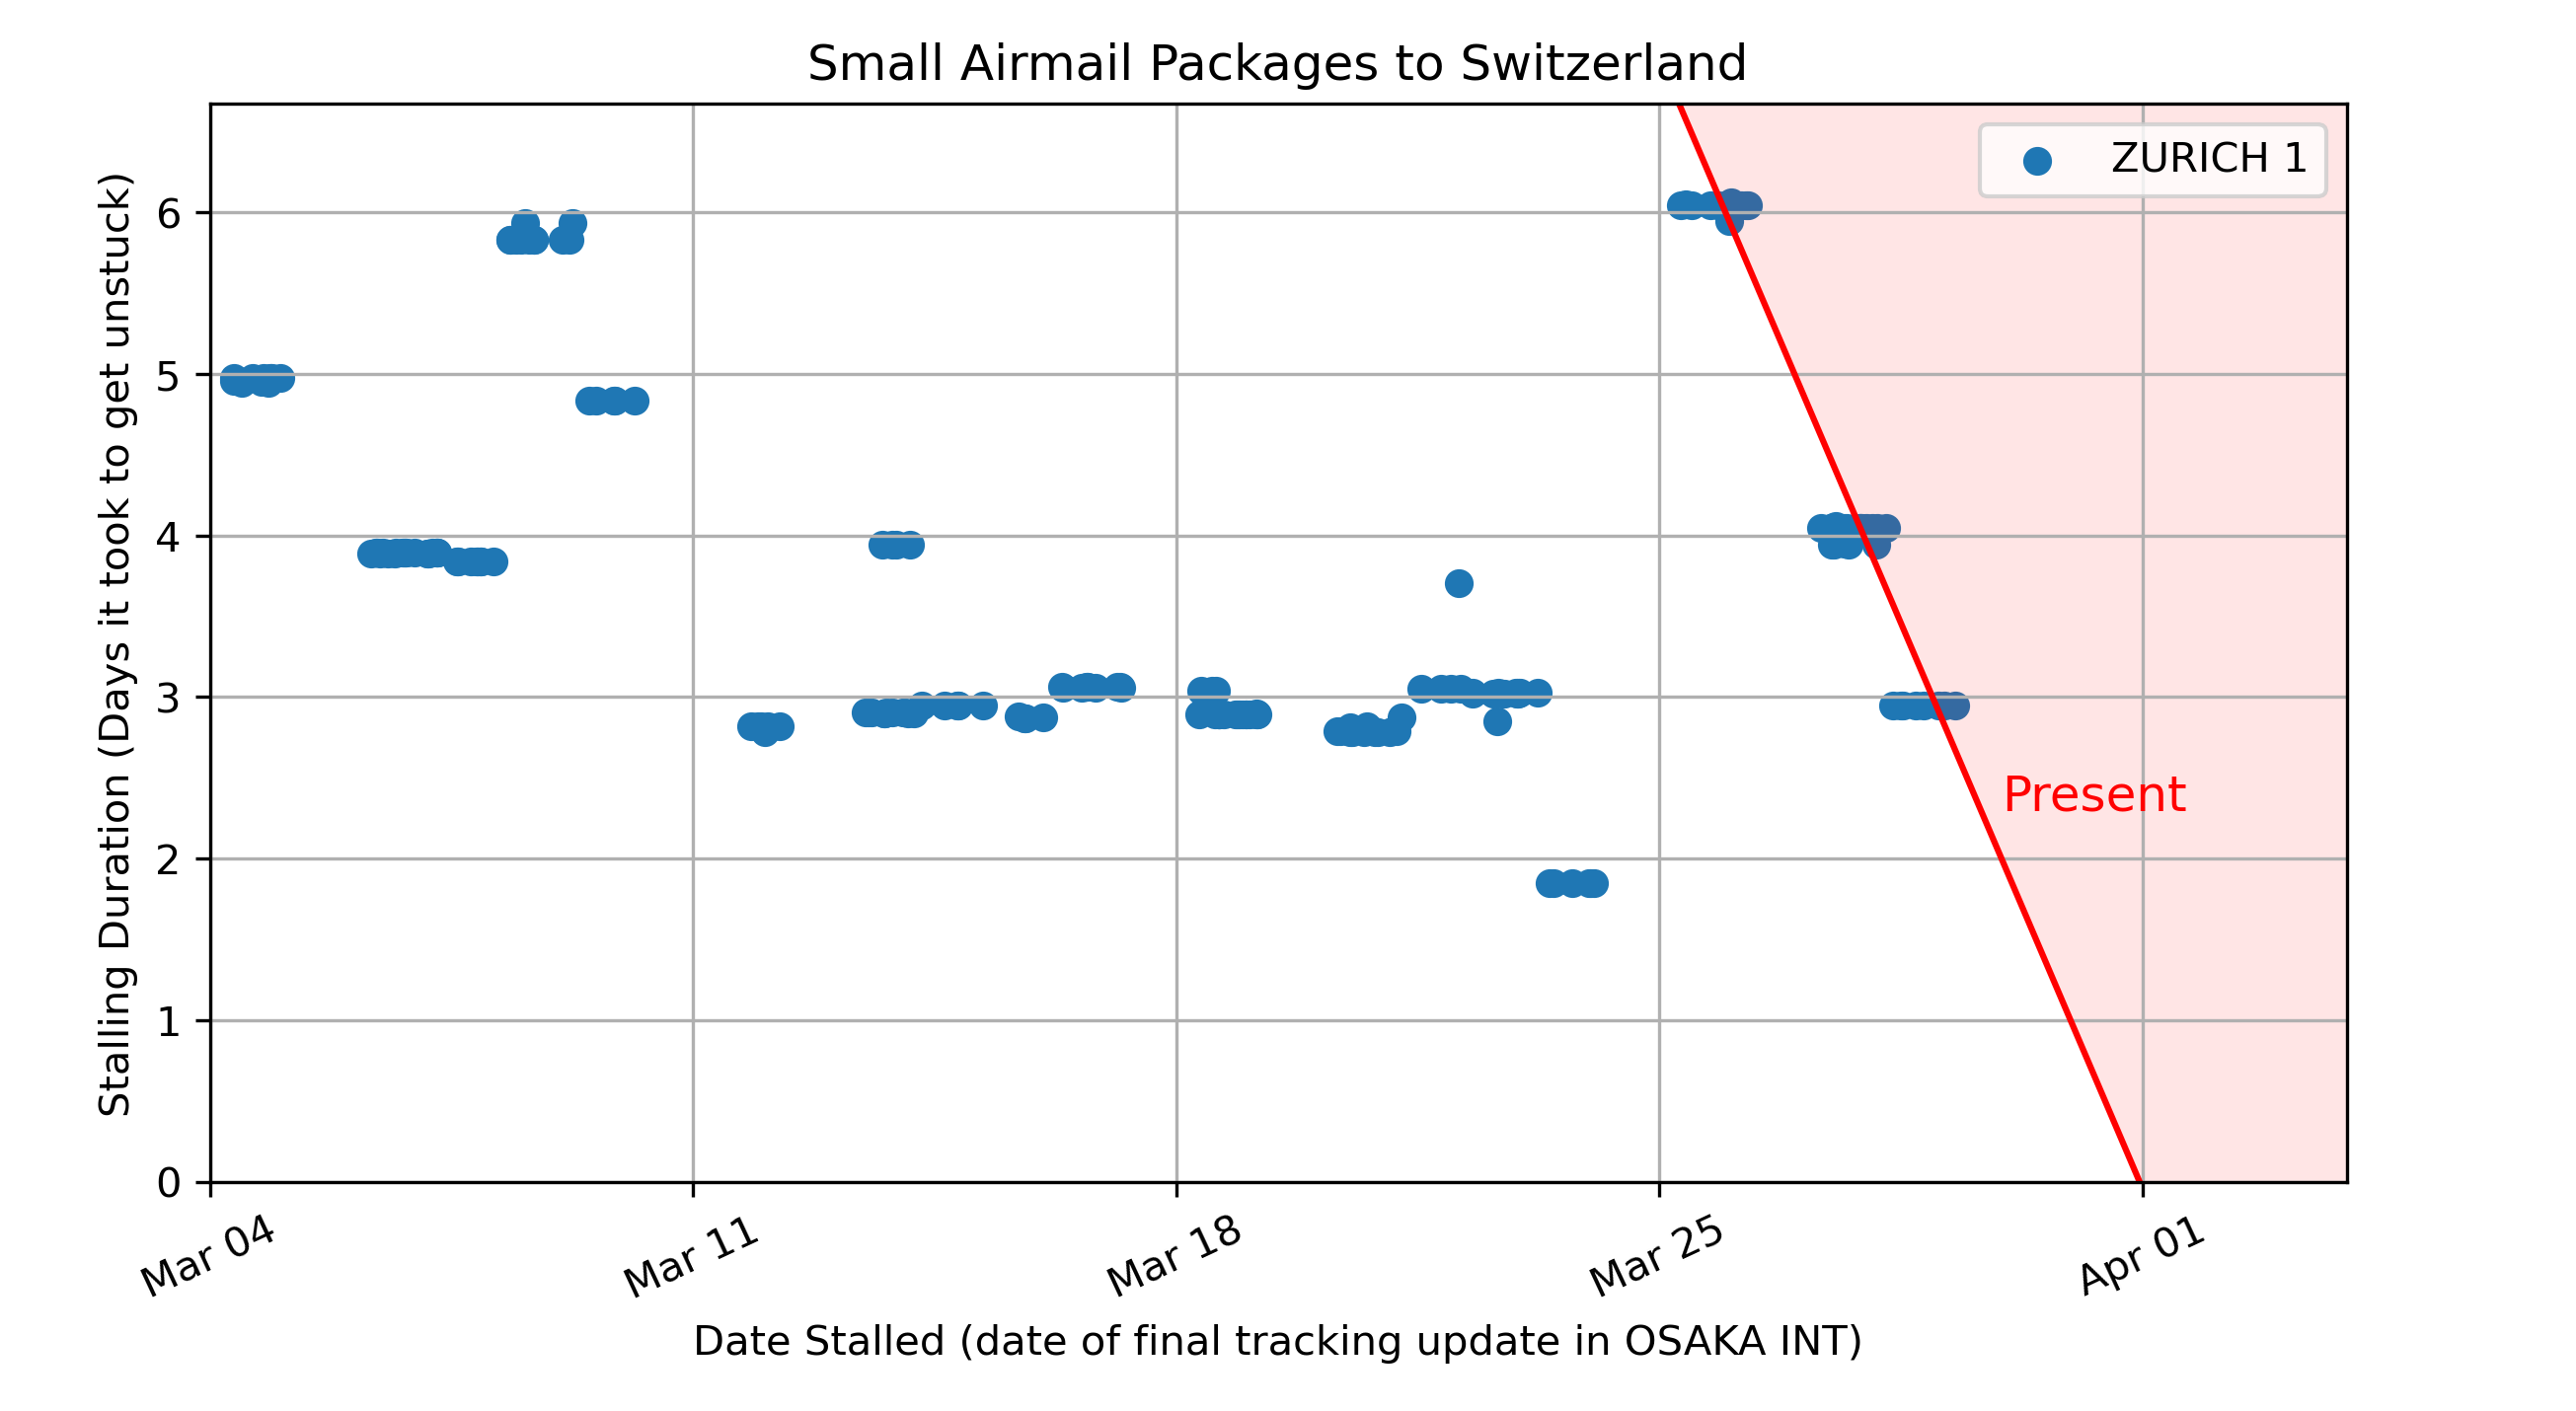 Small Airmail Packages to Switzerland
Stalling Duration (Days it took to get unstuck)
6
5
4
3
2
1
0
ZURICH 1
Present
Mar 04
Mar 11
Mar 18
Mar 25
Apr 01
Date Stalled (date of final tracking update in OSAKA INT)